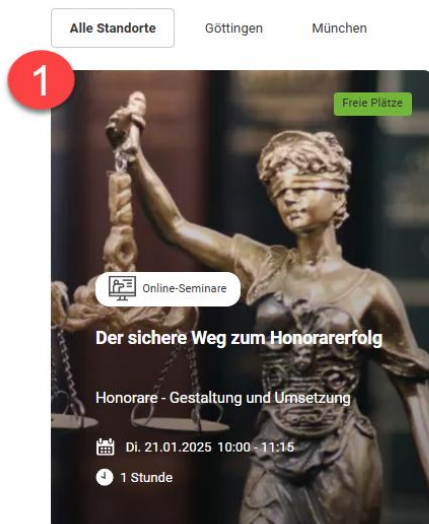 Alle Standorte Göttingen München
1
Freie Plätze
Online-Seminare
Der sichere Weg zum Honorarerfolg
Honorare - Gestaltung und Umsetzung
Di. 21.01.2025 10:00 - 11:15
1 Stunde